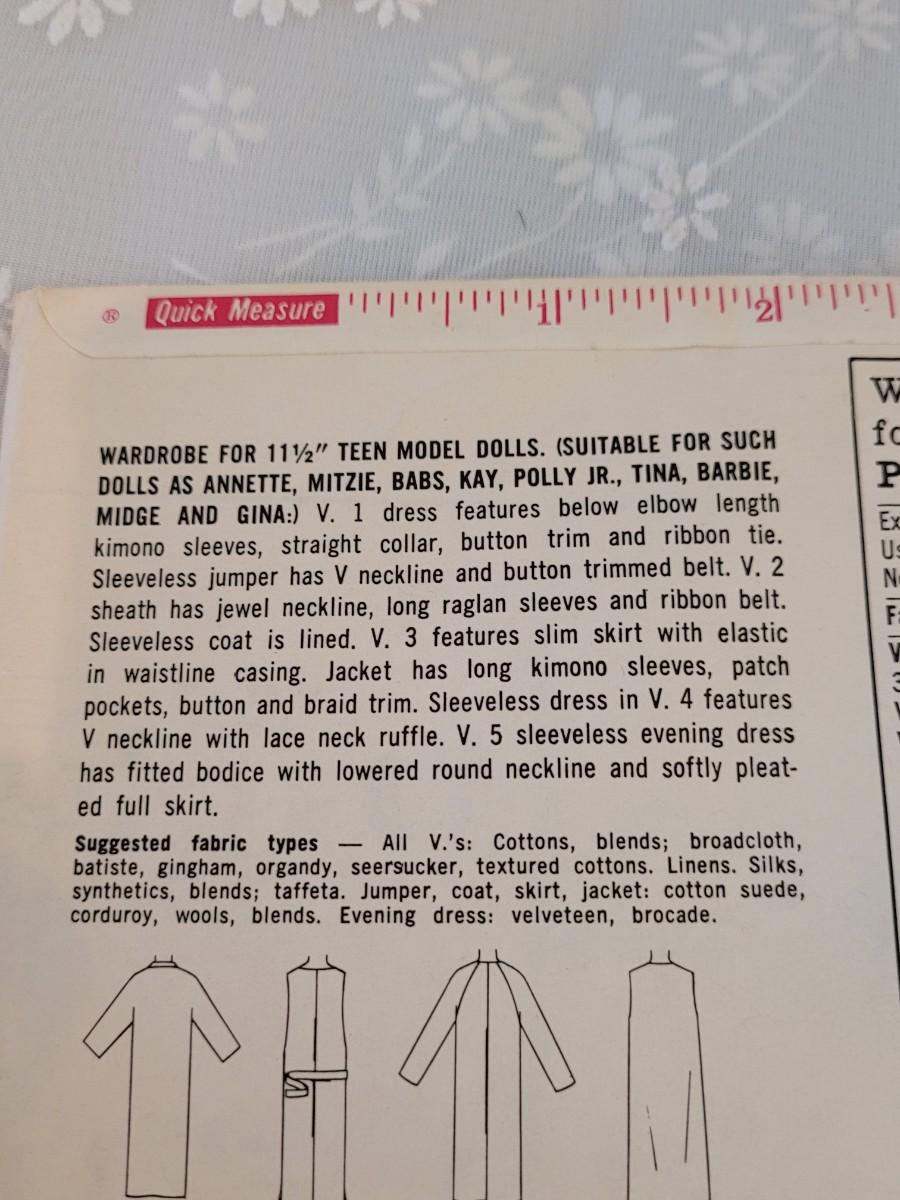 ® Quick Measure 1 2
WARDROBE FOR 11½" TEEN MODEL DOLLS. (SUITABLE FOR SUCH
DOLLS AS ANNETTE, MITZIE, BABS, KAY, POLLY JR., TINA, BARBIE,
MIDGE AND GINA:) V. 1 dress features below elbow length
kimono sleeves, straight collar, button trim and ribbon tie.
Sleeveless jumper has V neckline and button trimmed belt. V. 2
sheath has jewel neckline, long raglan sleeves and ribbon belt.
Sleeveless coat is lined. V. 3 features slim skirt with elastic
in waistline casing. Jacket has long kimono sleeves, patch
pockets, button and braid trim. Sleeveless dress in V. 4 features
V neckline with lace neck ruffle. V. 5 sleeveless evening dress
has fitted bodice with lowered round neckline and softly pleat-
ed full skirt.
Suggested fabric types — All V.'s: Cottons, blends; broadcloth,
batiste, gingham, organdy, seersucker, textured cottons. Linens. Silks,
synthetics, blends; taffeta. Jumper, coat, skirt, jacket: cotton suede,
corduroy, wools, blends. Evening dress: velveteen, brocade.